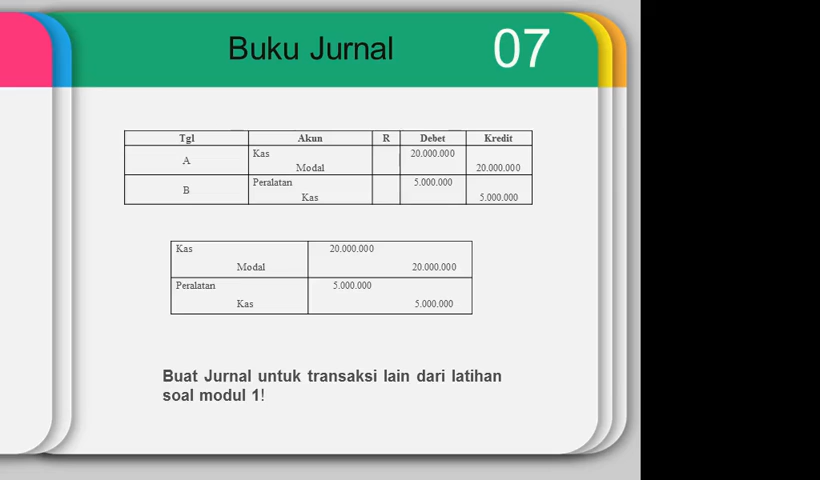 Buku Jurnal 07
Tgl Akun R Debet Kredit
A Kas 20.000.000
Modal 20.000.000
B Peralatan 5.000.000
Kas 5.000.000
Kas 20.000.000
Modal 20.000.000
Peralatan 5.000.000
Kas 5.000.000
Buat Jurnal untuk transaksi lain dari latihan
soal modul 1!